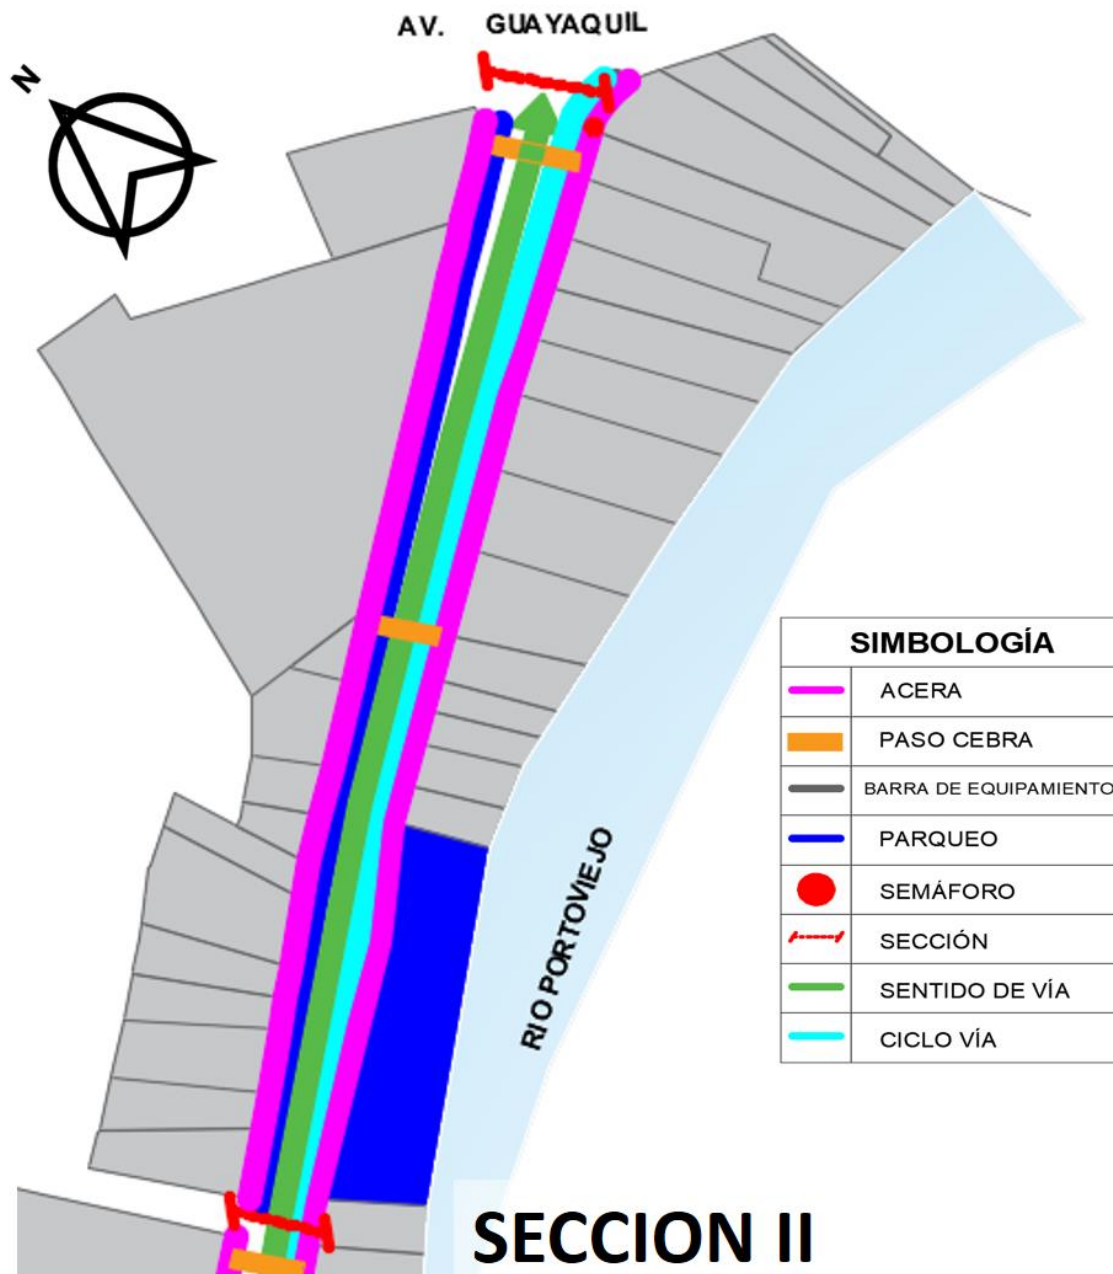 AV. GUAYAQUIL
N
SIMBOLOGÍA
ACERA
PASO CEBRA
BARRA DE EQUIPAMIENTO
PARQUEO
SEMÁFORO
SECCIÓN
SENTIDO DE VÍA
CICLO VÍA
RIO PORTOVIEJO
SECCION II